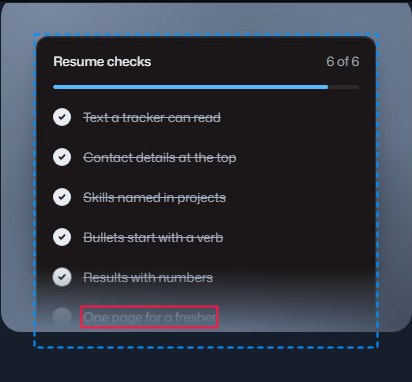 Resume checks
6 of 6
Text a tracker can read
Contact details at the top
Skills named in projects
Bullets start with a verb
Results with numbers
One page for a fresher